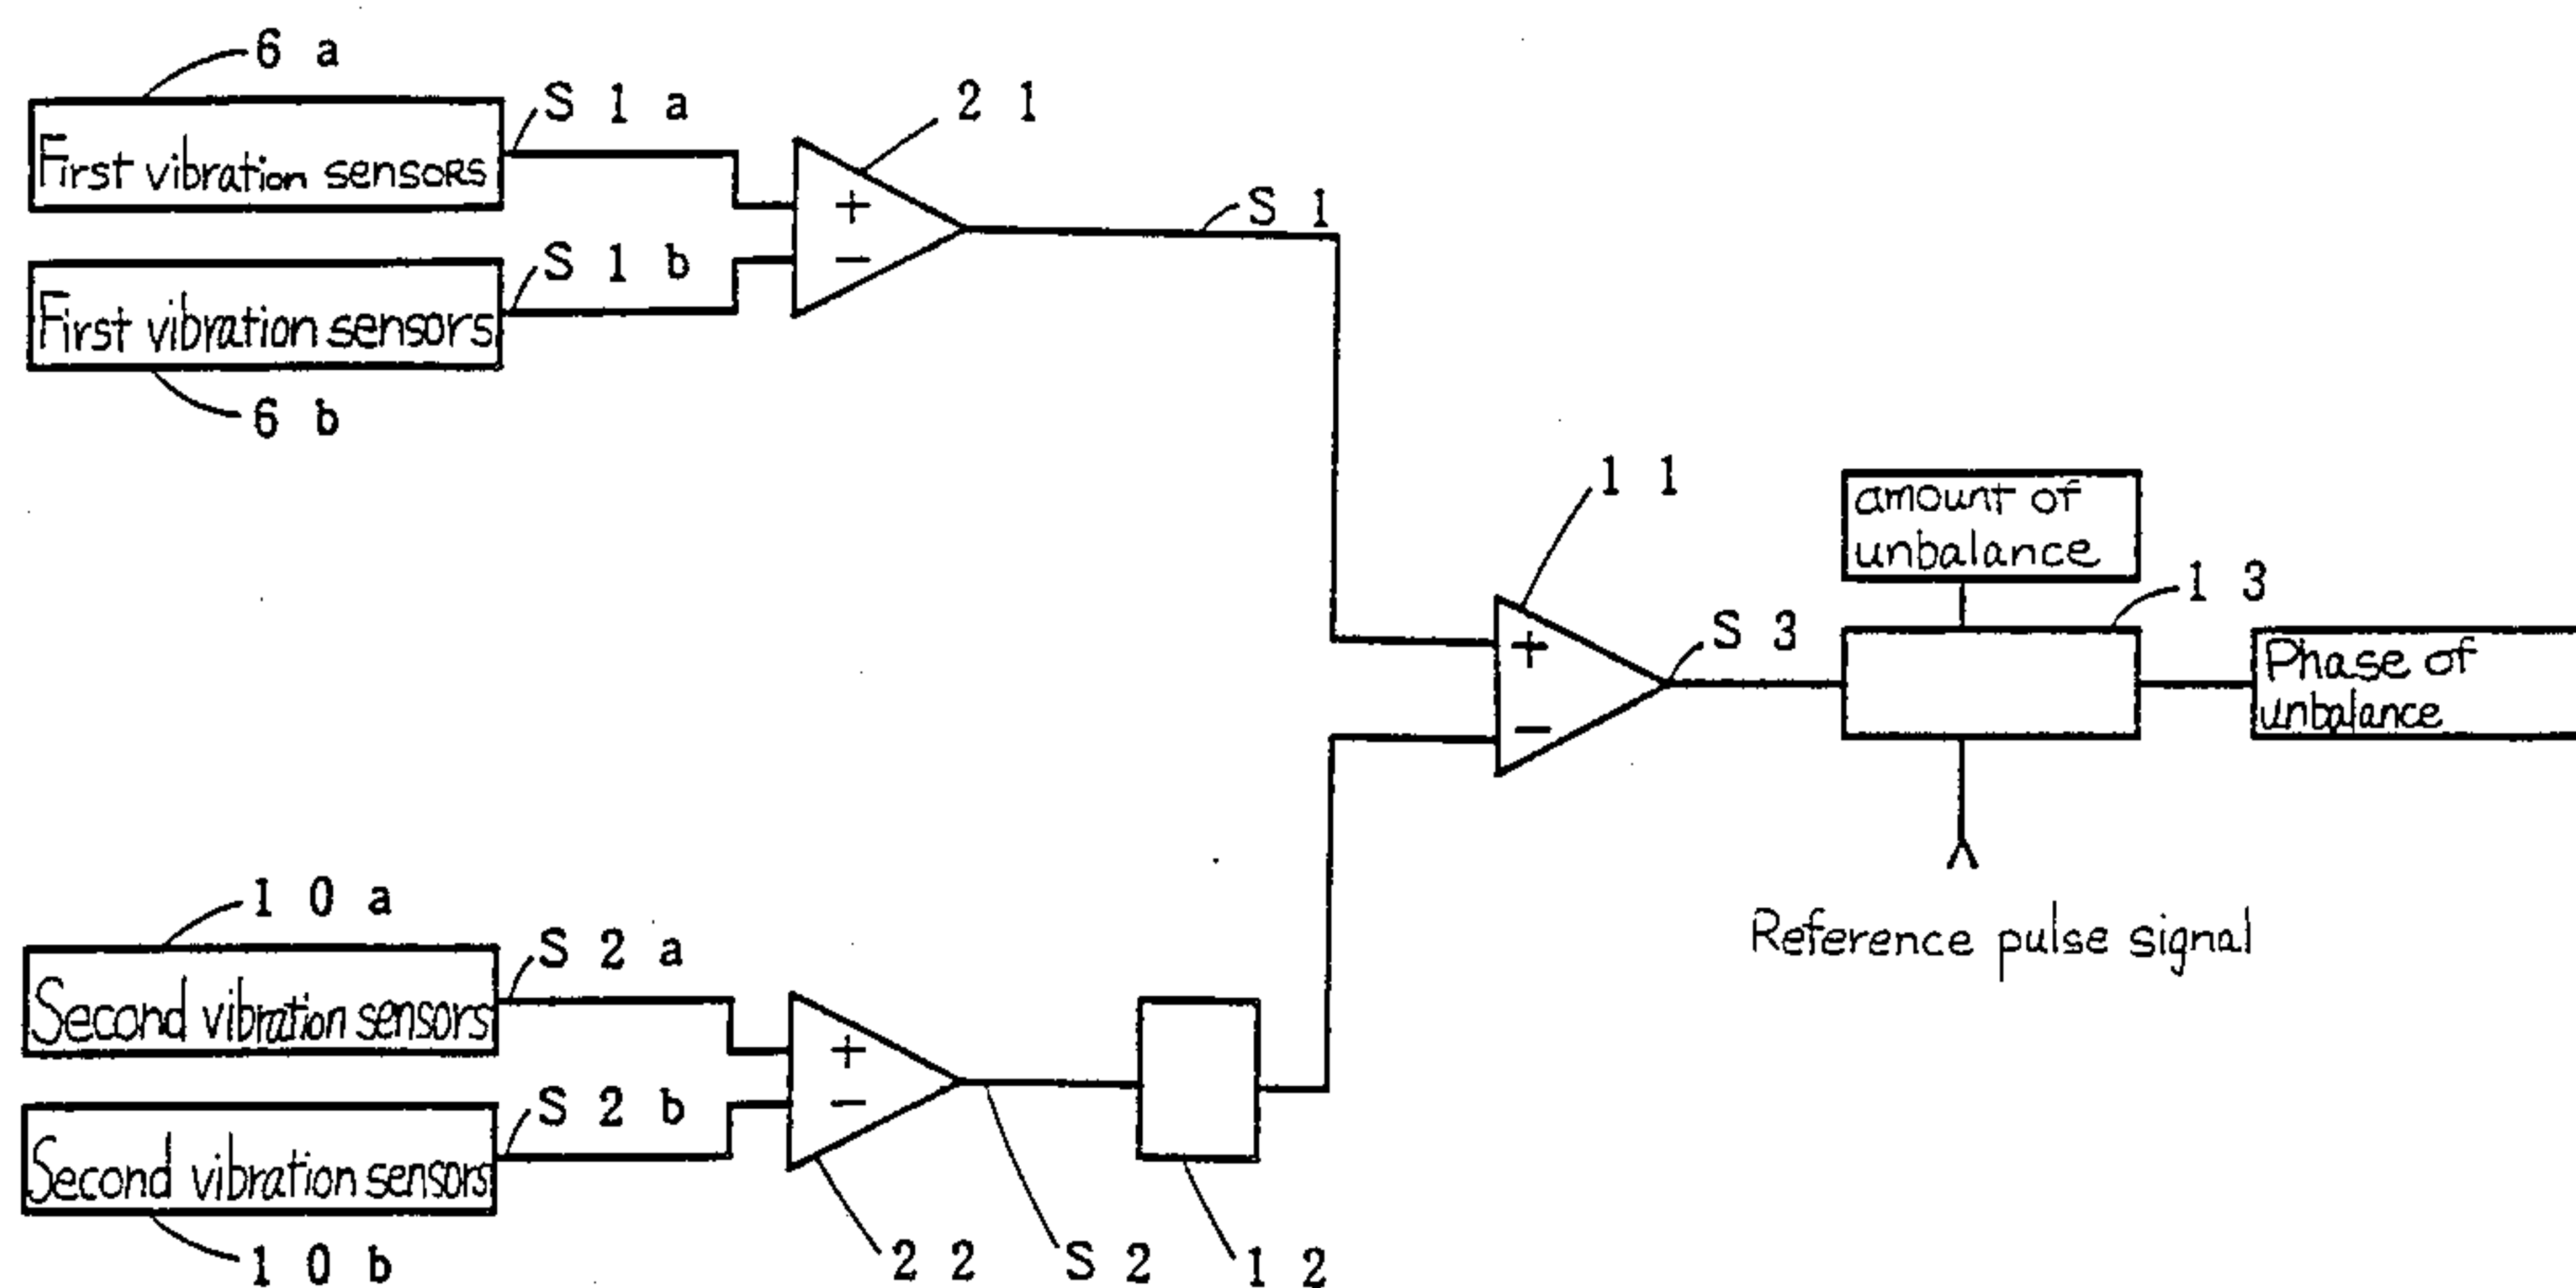 6 a
First vibration sensors
S 1 a
2 1
+
−
S 1
First vibration sensors
S 1 b
6 b
1 1
+
−
S 3
amount of
unbalance
1 3
Phase of
unbalance
Reference pulse signal
1 0 a
Second vibration sensors
S 2 a
+
−
Second vibration sensors
S 2 b
1 0 b
2 2
S 2
1 2